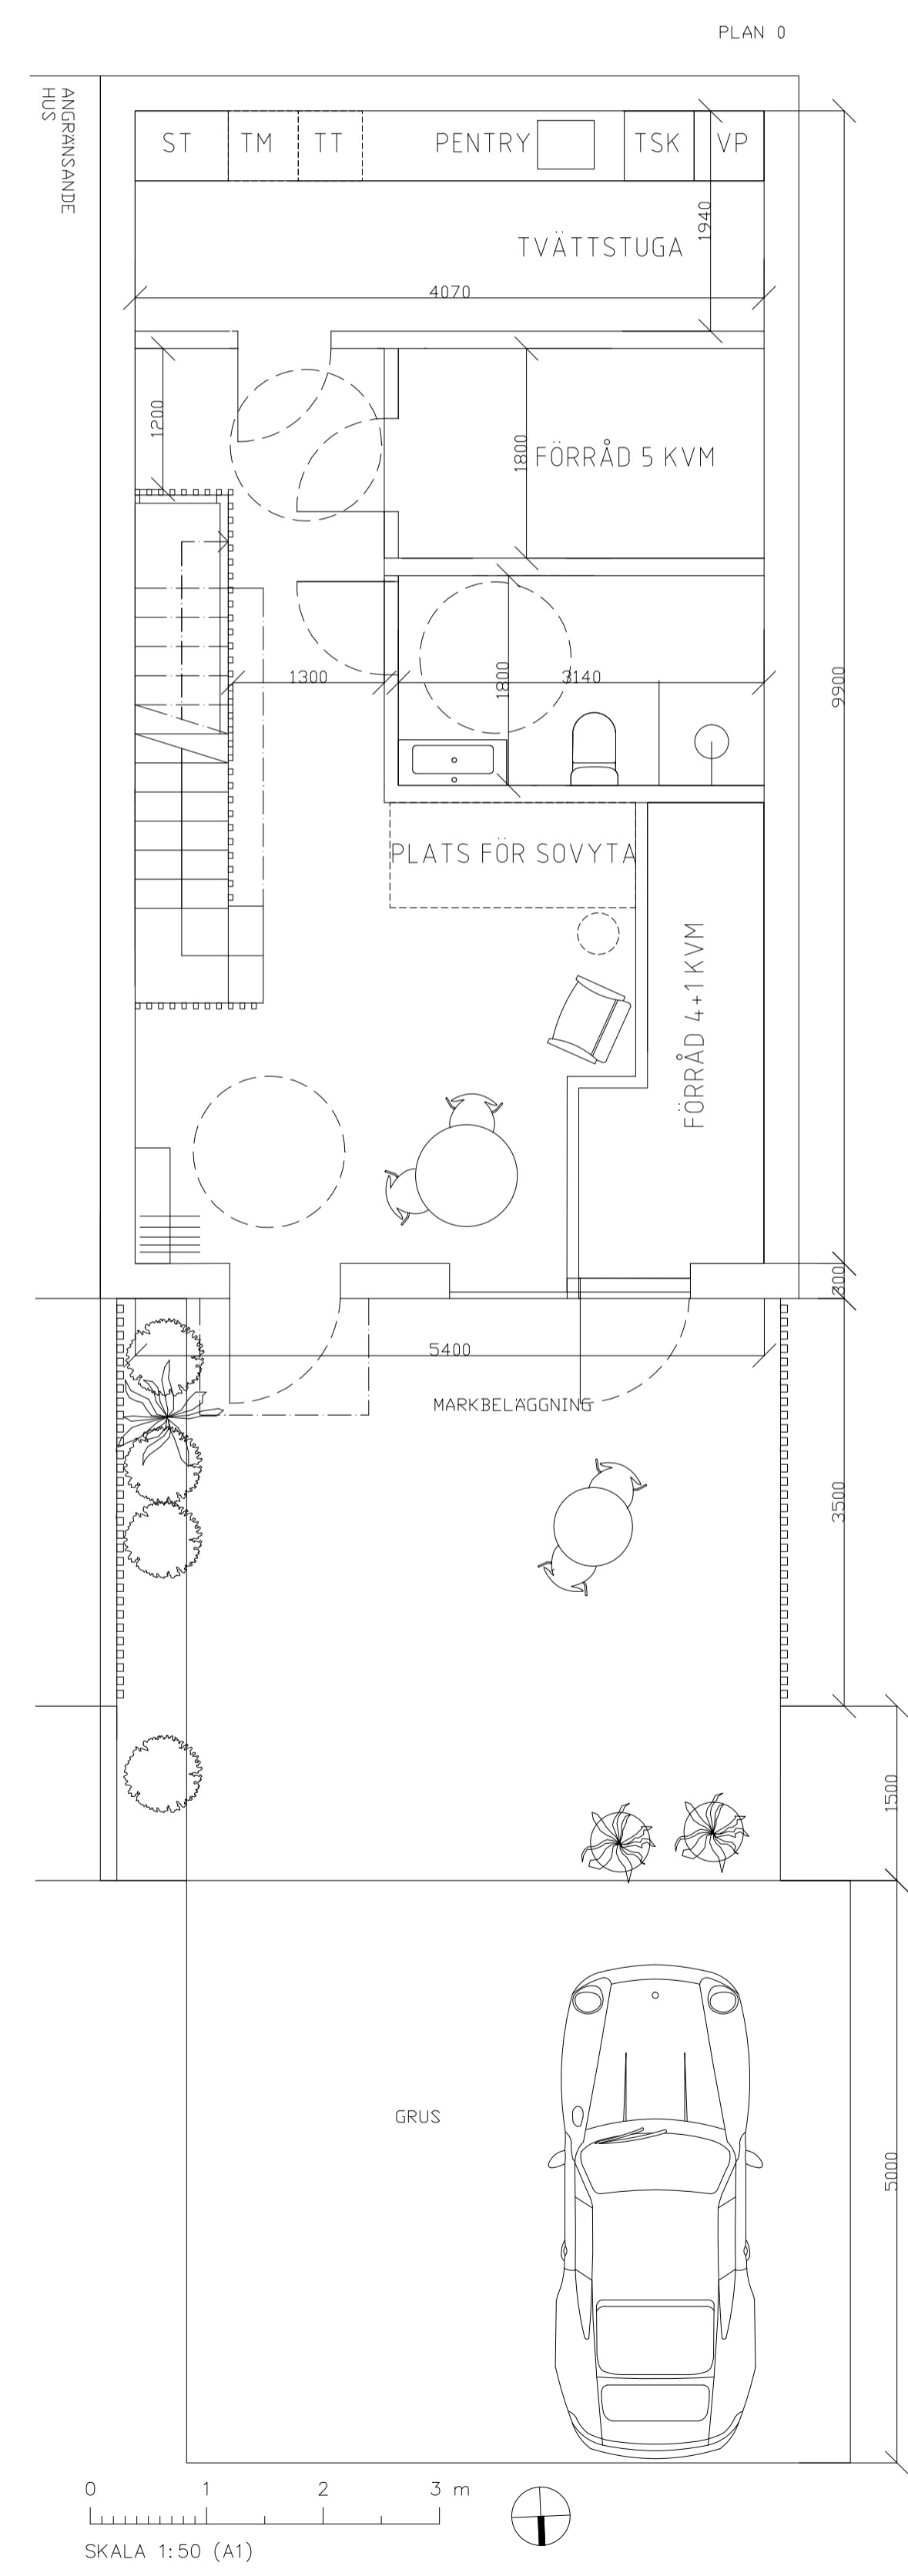 PLAN 0
ANGRÄNSANDE
HUS
ST
TM
TT
PENTRY
TSK
VP
1940
TVÄTTSTUGA
4070
1200
1800
FÖRRÅD 5 KVM
1300
1800
3140
9900
PLATS FÖR SOVYTA
FÖRRÅD 4+1 KVM
300
5400
MARKBELÄGGNING
3500
1500
GRUS
5000
0 1 2 3 m
SKALA 1:50 (A1)